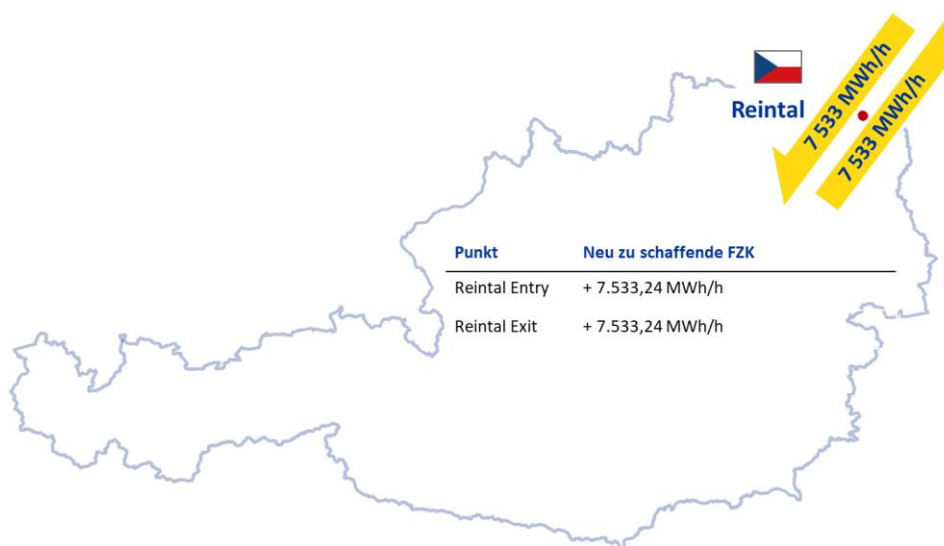 7 533 MWh/h
Reintal
7 533 MWh/h
Punkt Neu zu schaffende FZK
Reintal Entry + 7.533,24 MWh/h
Reintal Exit + 7.533,24 MWh/h